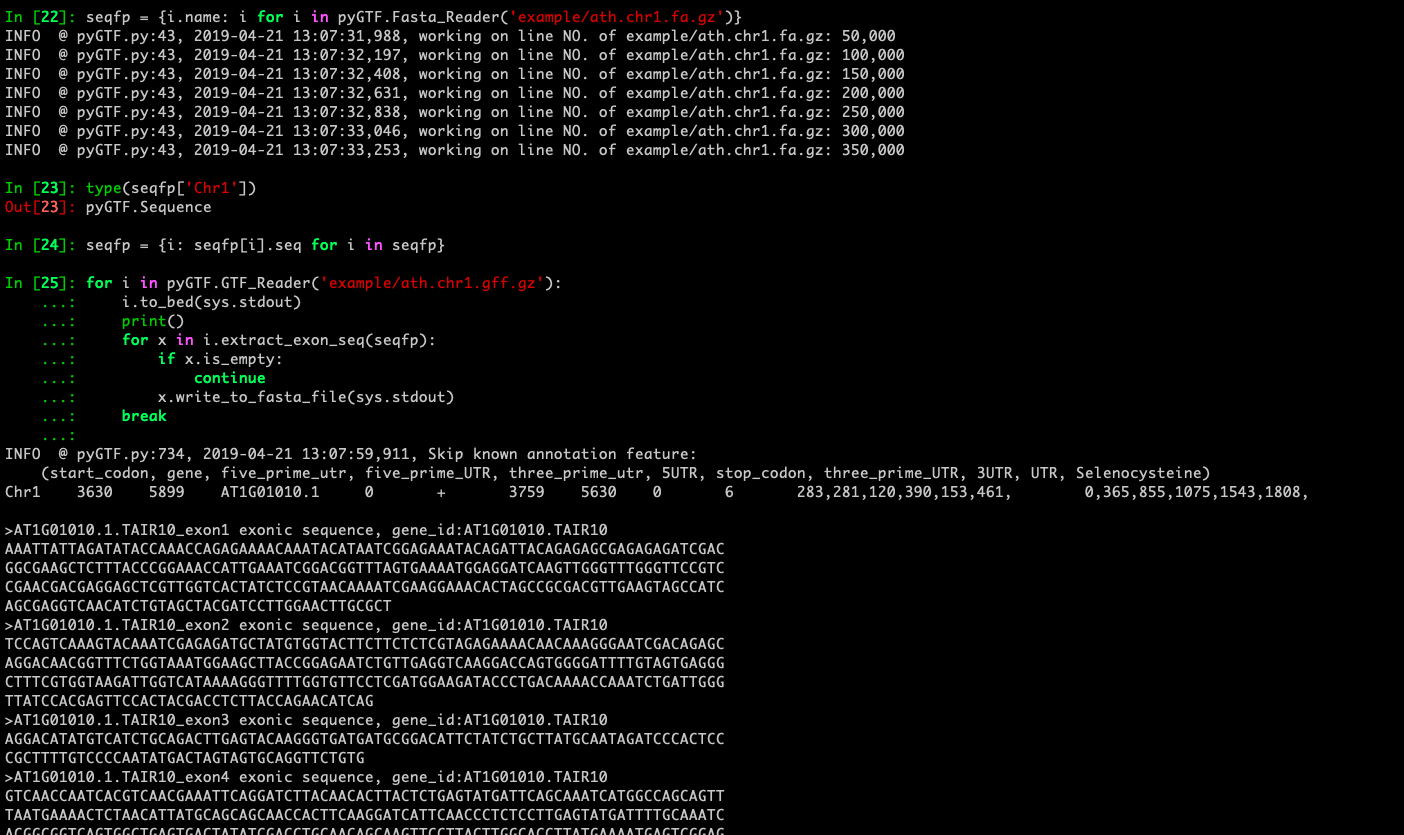 In [22]: seqfp = {i.name: i for i in pyGTF.Fasta_Reader('example/ath.chr1.fa.gz')}
INFO  @ pyGTF.py:43, 2019-04-21 13:07:31,988, working on line NO. of example/ath.chr1.fa.gz: 50,000
INFO  @ pyGTF.py:43, 2019-04-21 13:07:32,197, working on line NO. of example/ath.chr1.fa.gz: 100,000
INFO  @ pyGTF.py:43, 2019-04-21 13:07:32,408, working on line NO. of example/ath.chr1.fa.gz: 150,000
INFO  @ pyGTF.py:43, 2019-04-21 13:07:32,631, working on line NO. of example/ath.chr1.fa.gz: 200,000
INFO  @ pyGTF.py:43, 2019-04-21 13:07:32,838, working on line NO. of example/ath.chr1.fa.gz: 250,000
INFO  @ pyGTF.py:43, 2019-04-21 13:07:33,046, working on line NO. of example/ath.chr1.fa.gz: 300,000
INFO  @ pyGTF.py:43, 2019-04-21 13:07:33,253, working on line NO. of example/ath.chr1.fa.gz: 350,000
In [23]: type(seqfp['Chr1'])
Out[23]: pyGTF.Sequence
In [24]: seqfp = {i: seqfp[i].seq for i in seqfp}
In [25]: for i in pyGTF.GTF_Reader('example/ath.chr1.gff.gz'):
    ...:     i.to_bed(sys.stdout)
    ...:     print()
    ...:     for x in i.extract_exon_seq(seqfp):
    ...:         if x.is_empty:
    ...:             continue
    ...:         x.write_to_fasta_file(sys.stdout)
    ...:     break
    ...:
INFO  @ pyGTF.py:734, 2019-04-21 13:07:59,911, Skip known annotation feature:
    (start_codon, gene, five_prime_utr, five_prime_UTR, three_prime_utr, 5UTR, stop_codon, three_prime_UTR, 3UTR, UTR, Selenocysteine)
Chr1    3630    5899    AT1G01010.1     0       +       3759    5630    0       6       283,281,120,390,153,461,        0,365,855,1075,1543,1808,
>AT1G01010.1.TAIR10_exon1 exonic sequence, gene_id:AT1G01010.TAIR10
AAATTATTAGATATACCAAACCAGAGAAAACAAATACATAATCGGAGAAATACAGATTACAGAGAGCGAGAGAGATCGAC
GGCGAAGCTCTTTACCCGGAAACCATTGAAATCGGACGGTTTAGTGAAAATGGAGGATCAAGTTGGGTTTGGGTTCCGTC
CGAACGACGAGGAGCTCGTTGGTCACTATCTCCGTAACAAAATCGAAGGAAACACTAGCCGCGACGTTGAAGTAGCCATC
AGCGAGGTCAACATCTGTAGCTACGATCCTTGGAACTTGCGCT
>AT1G01010.1.TAIR10_exon2 exonic sequence, gene_id:AT1G01010.TAIR10
TCCAGTCAAAGTACAAATCGAGAGATGCTATGTGGTACTTCTTCTCTCGTAGAGAAAACAACAAAGGGAATCGACAGAGC
AGGACAACGGTTTCTGGTAAATGGAAGCTTACCGGAGAATCTGTTGAGGTCAAGGACCAGTGGGGATTTTGTAGTGAGGG
CTTTCGTGGTAAGATTGGTCATAAAAGGGTTTTGGTGTTCCTCGATGGAAGATACCCTGACAAAACCAAATCTGATTGGG
TTATCCACGAGTTCCACTACGACCTCTTACCAGAACATCAG
>AT1G01010.1.TAIR10_exon3 exonic sequence, gene_id:AT1G01010.TAIR10
AGGACATATGTCATCTGCAGACTTGAGTACAAGGGTGATGATGCGGACATTCTATCTGCTTATGCAATAGATCCCACTCC
CGCTTTTGTCCCCAATATGACTAGTAGTGCAGGTTCTGTG
>AT1G01010.1.TAIR10_exon4 exonic sequence, gene_id:AT1G01010.TAIR10
GTCAACCAATCACGTCAACGAAATTCAGGATCTTACAACACTTACTCTGAGTATGATTCAGCAAATCATGGCCAGCAGTT
TAATGAAAACTCTAACATTATGCAGCAGCAACCACTTCAAGGATCATTCAACCCTCTCCTTGAGTATGATTTTGCAAATC
ACGGCGGTCAGTGGCTGAGTGACTATATCGACCTGCAACAGCAAGTTCCTTACTTGGCACCTTATGAAAATGAGTCGGAG